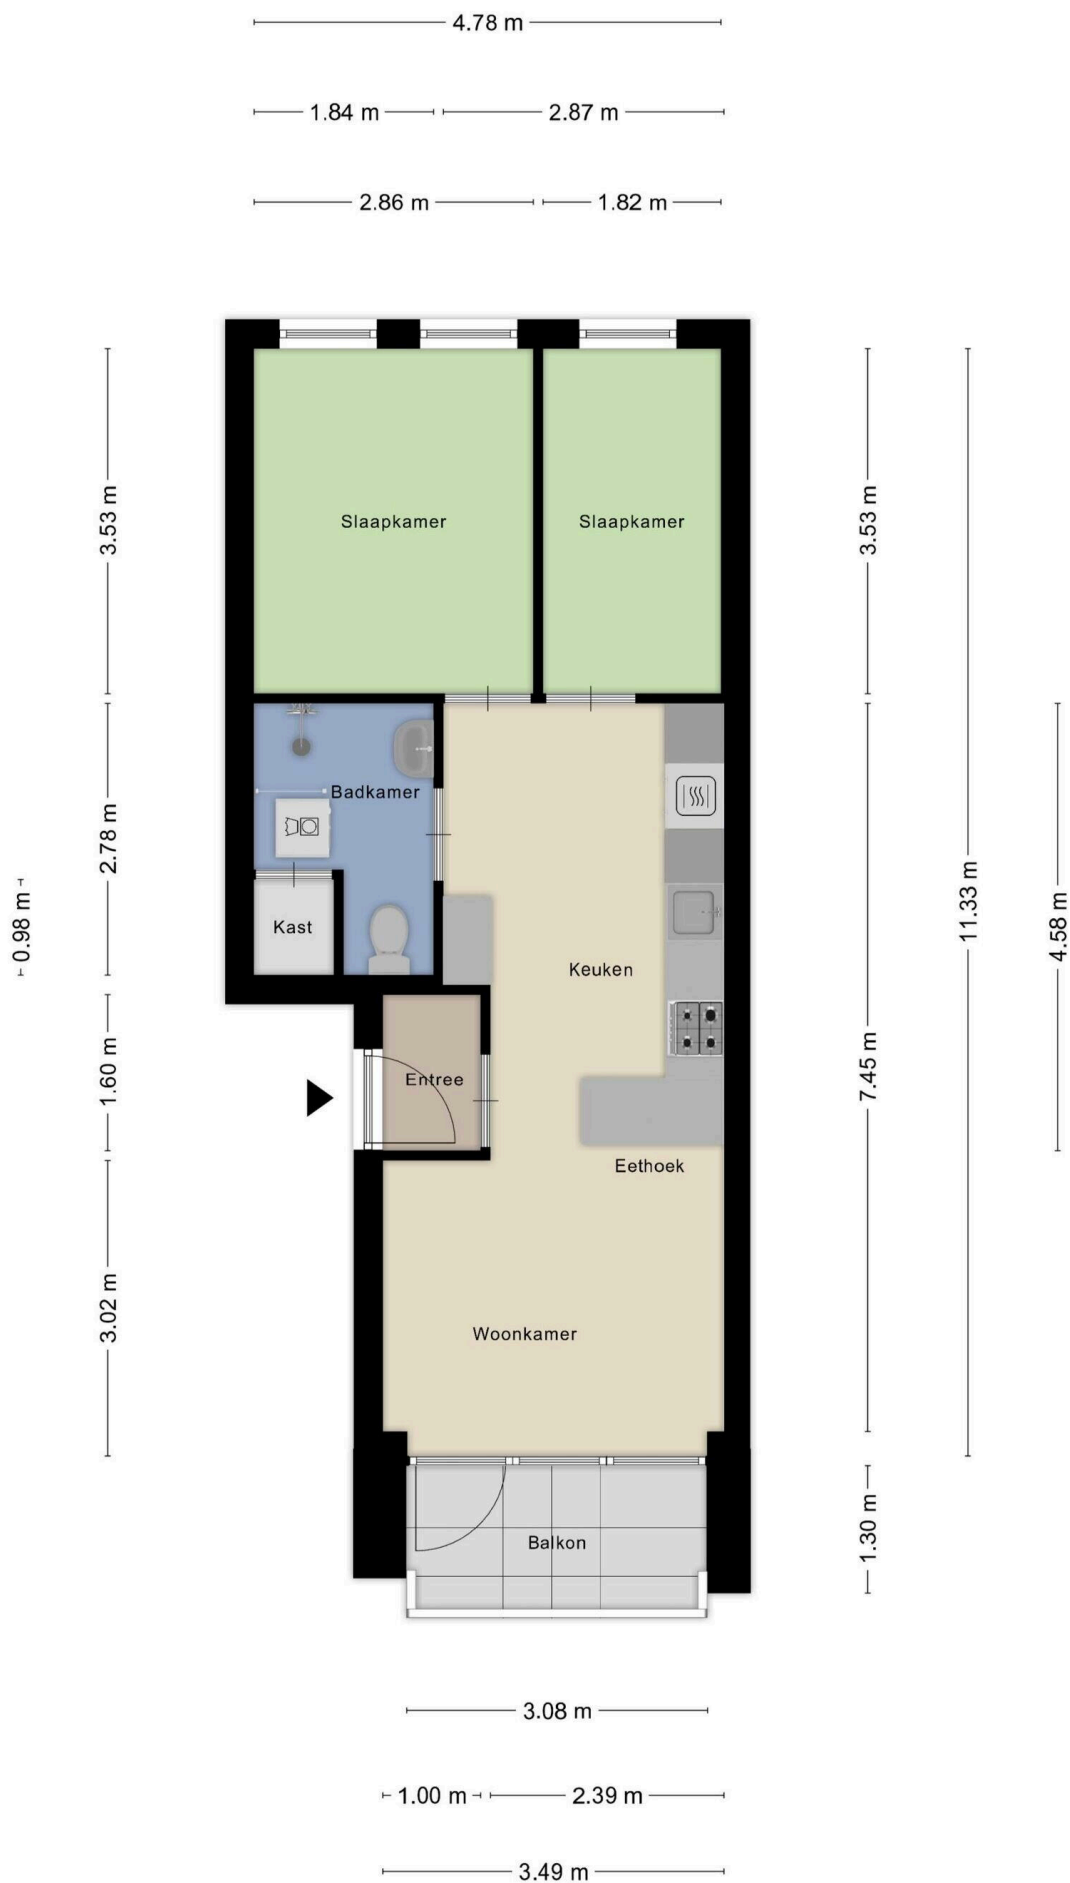 4.78 m
1.84 m
2.87 m
2.86 m
1.82 m
3.53 m
3.53 m
Slaapkamer
Slaapkamer
Badkamer
2.78 m
0.98 m
Kast
11.33 m
4.58 m
Keuken
1.60 m
Entree
7.45 m
Eethoek
3.02 m
Woonkamer
Balkon
1.30 m
3.08 m
1.00 m
2.39 m
3.49 m